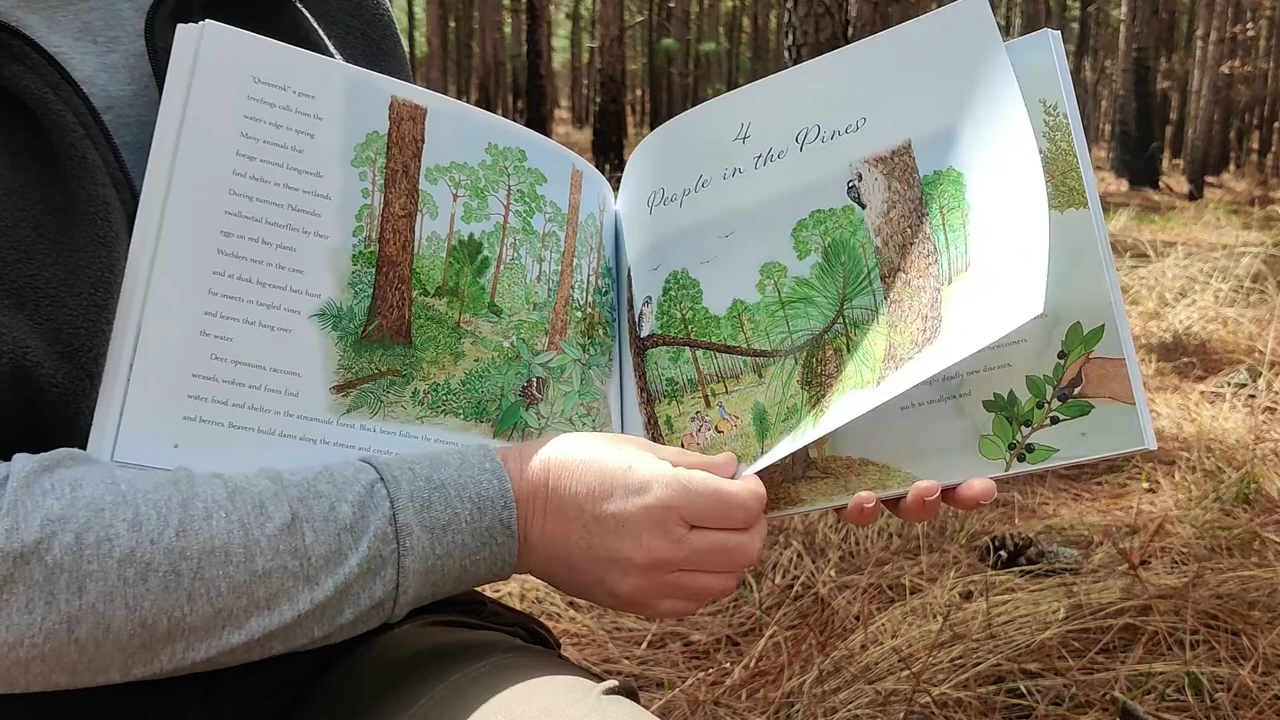 "Queeenk!" a green
treefrogs calls from the
water's edge in spring.
Many animals that
forage around Longneedle
find shelter in these wetlands.
During summer, Palamedes
swallowtail butterflies lay their
eggs on red bay plants.
Warblers nest in the cane,
and at dusk, big-eared bats hunt
for insects in tangled vines
and leaves that hang over
the water.
Deer, opossums, raccoons,
weasels, wolves and foxes find
water, food, and shelter in the streamside forest. Black bears follow the streams
and berries. Beavers build dams along the stream and create
4
People in the Pines
newcomers
deadly new diseases,
such as smallpox and